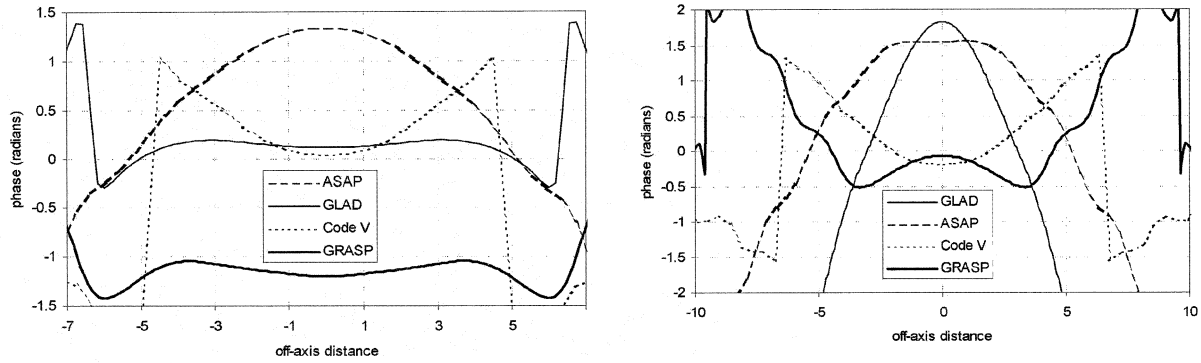 phase (radians)
1.5
1
0.5
0
-0.5
-1
-1.5
ASAP
GLAD
Code V
GRASP
-7
-5
-3
-1
1
3
5
off-axis distance
phase (radians)
2
1.5
1
0.5
0
-0.5
-1
-1.5
-2
GLAD
ASAP
Code V
GRASP
-10
-5
0
5
10
off-axis distance